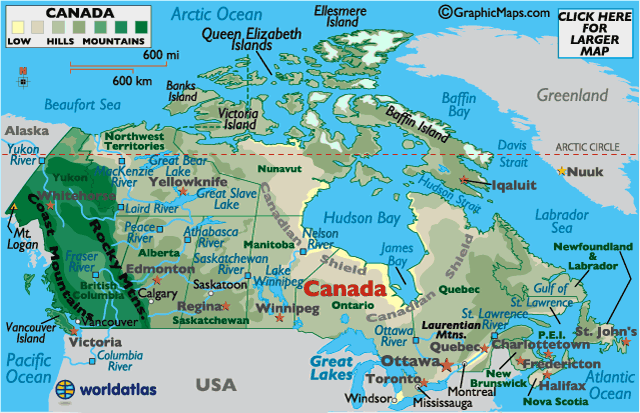 CANADA
LOW HILLS MOUNTAINS
600 mi
600 km
Arctic Ocean
Ellesmere
Island
©GraphicMaps.com
CLICK HERE
FOR
LARGER
MAP
Queen Elizabeth
Islands
Banks
Island
Beaufort Sea
Victoria
Island
Baffin
Bay
Baffin Island
Greenland
Alaska
Northwest
Territories
Davis
Strait
ARCTIC CIRCLE
Yukon
River
Yukon
MacKenzie
River
Great Bear
Lake
Nunavut
Nuuk
Whitehorse
Yellowknife
Great Slave
Lake
Iqaluit
Hudson Strait
Mt.
Logan
Laird River
Canadian
Shield
Hudson Bay
Labrador
Sea
Coast Mountains
Rocky Mtns.
Peace
River
Athabasca
River
Nelson
River
Newfoundland
&
Labrador
Fraser
River
Alberta
Manitoba
James
Bay
Canadian Shield
Saskatchewan
River
Edmonton
Lake
Winnipeg
Canada
Quebec
Gulf of
St. Lawrence
British
Columbia
Calgary
Saskatoon
Ontario
St. Lawrence
River
Regina
Winnipeg
Saskatchewan
Vancouver
Ottawa
River
Laurentian
Mtns.
P.E.I.
St. John's
Vancouver
Island
Victoria
Quebec
Charlottetown
Pacific
Ocean
Columbia
River
Great
Lakes
Ottawa
Fredericton
Atlantic
Ocean
worldatlas
USA
Toronto
Montreal
New
Brunswick
Halifax
Windsor
Mississauga
Nova Scotia